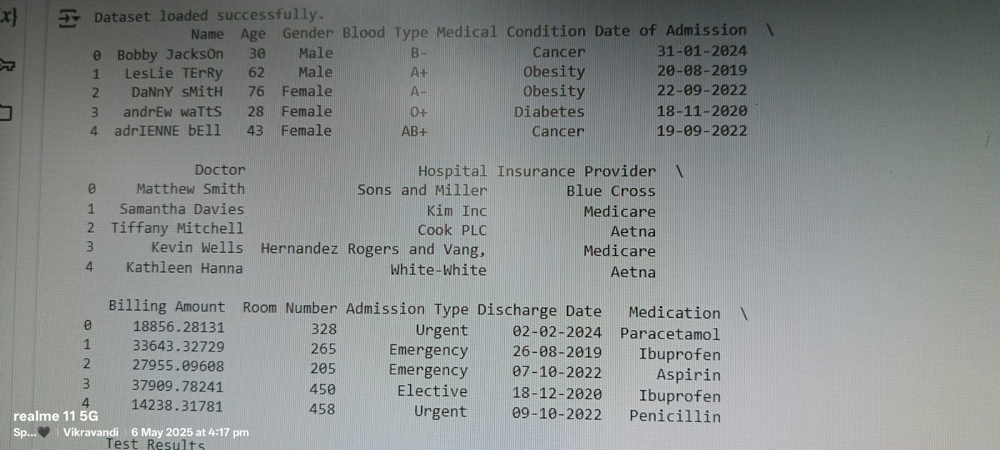 x}
Dataset loaded successfully.
Name Age Gender Blood Type Medical Condition Date of Admission \
0 Bobby JacksOn 30 Male B- Cancer 31-01-2024
1 LesLie TErRy 62 Male A+ Obesity 20-08-2019
2 DaNnY sMitH 76 Female A- Obesity 22-09-2022
3 andrEw waTtS 28 Female O+ Diabetes 18-11-2020
4 adrIENNE bEll 43 Female AB+ Cancer 19-09-2022
Doctor Hospital Insurance Provider \
0 Matthew Smith Sons and Miller Blue Cross
1 Samantha Davies Kim Inc Medicare
2 Tiffany Mitchell Cook PLC Aetna
3 Kevin Wells Hernandez Rogers and Vang, Medicare
4 Kathleen Hanna White-White Aetna
Billing Amount Room Number Admission Type Discharge Date Medication \
0 18856.28131 328 Urgent 02-02-2024 Paracetamol
1 33643.32729 265 Emergency 26-08-2019 Ibuprofen
2 27955.09608 205 Emergency 07-10-2022 Aspirin
3 37909.78241 450 Elective 18-12-2020 Ibuprofen
4 14238.31781 458 Urgent 09-10-2022 Penicillin
realme 11 5G
Sp...🖤 | Vikravandi | 6 May 2025 at 4:17 pm
Test Results